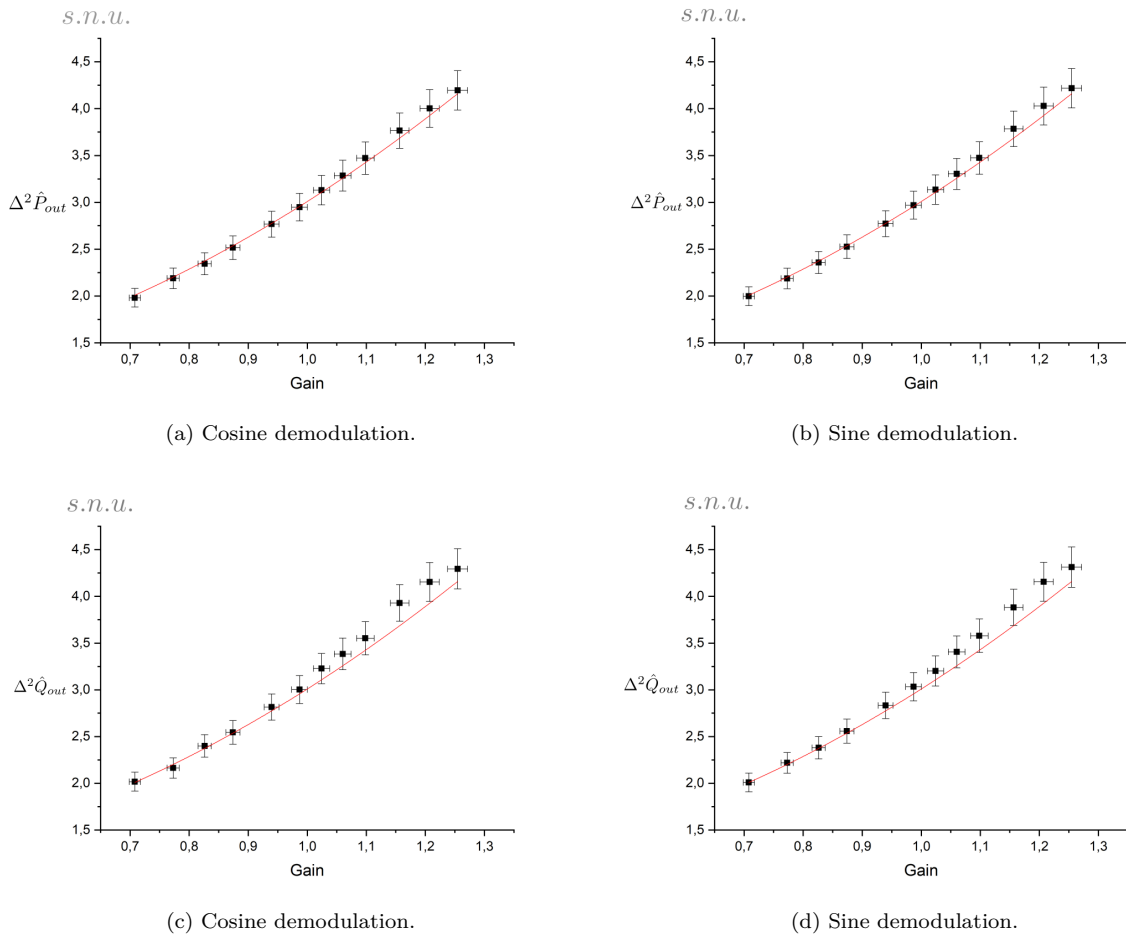 s.n.u.
4,5
4,0
3,5
Δ²P̂out 3,0
2,5
2,0
1,5
0,7 0,8 0,9 1,0 1,1 1,2 1,3
Gain
(a) Cosine demodulation.
s.n.u.
4,5
4,0
3,5
Δ²P̂out 3,0
2,5
2,0
1,5
0,7 0,8 0,9 1,0 1,1 1,2 1,3
Gain
(b) Sine demodulation.
s.n.u.
4,5
4,0
3,5
Δ²Q̂out 3,0
2,5
2,0
1,5
0,7 0,8 0,9 1,0 1,1 1,2 1,3
Gain
(c) Cosine demodulation.
s.n.u.
4,5
4,0
3,5
Δ²Q̂out 3,0
2,5
2,0
1,5
0,7 0,8 0,9 1,0 1,1 1,2 1,3
Gain
(d) Sine demodulation.